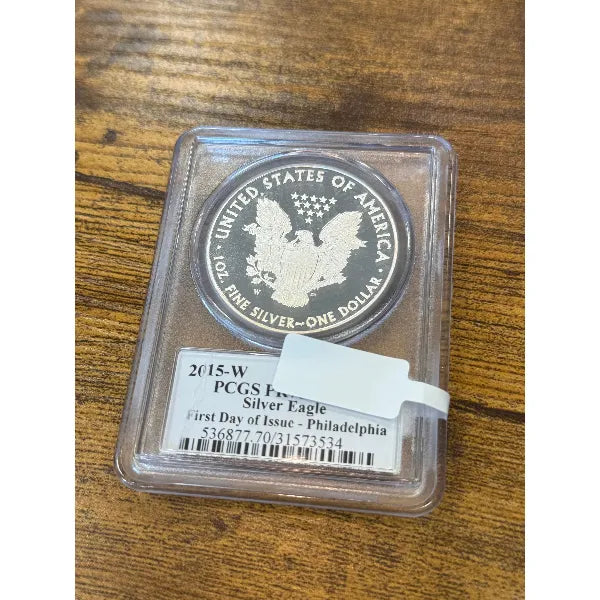 UNITED STATES OF AMERICA
W
1 OZ. FINE SILVER~ONE DOLLAR
2015-W
PCGS PR
Silver Eagle
First Day of Issue - Philadelphia
536877.70/31573534